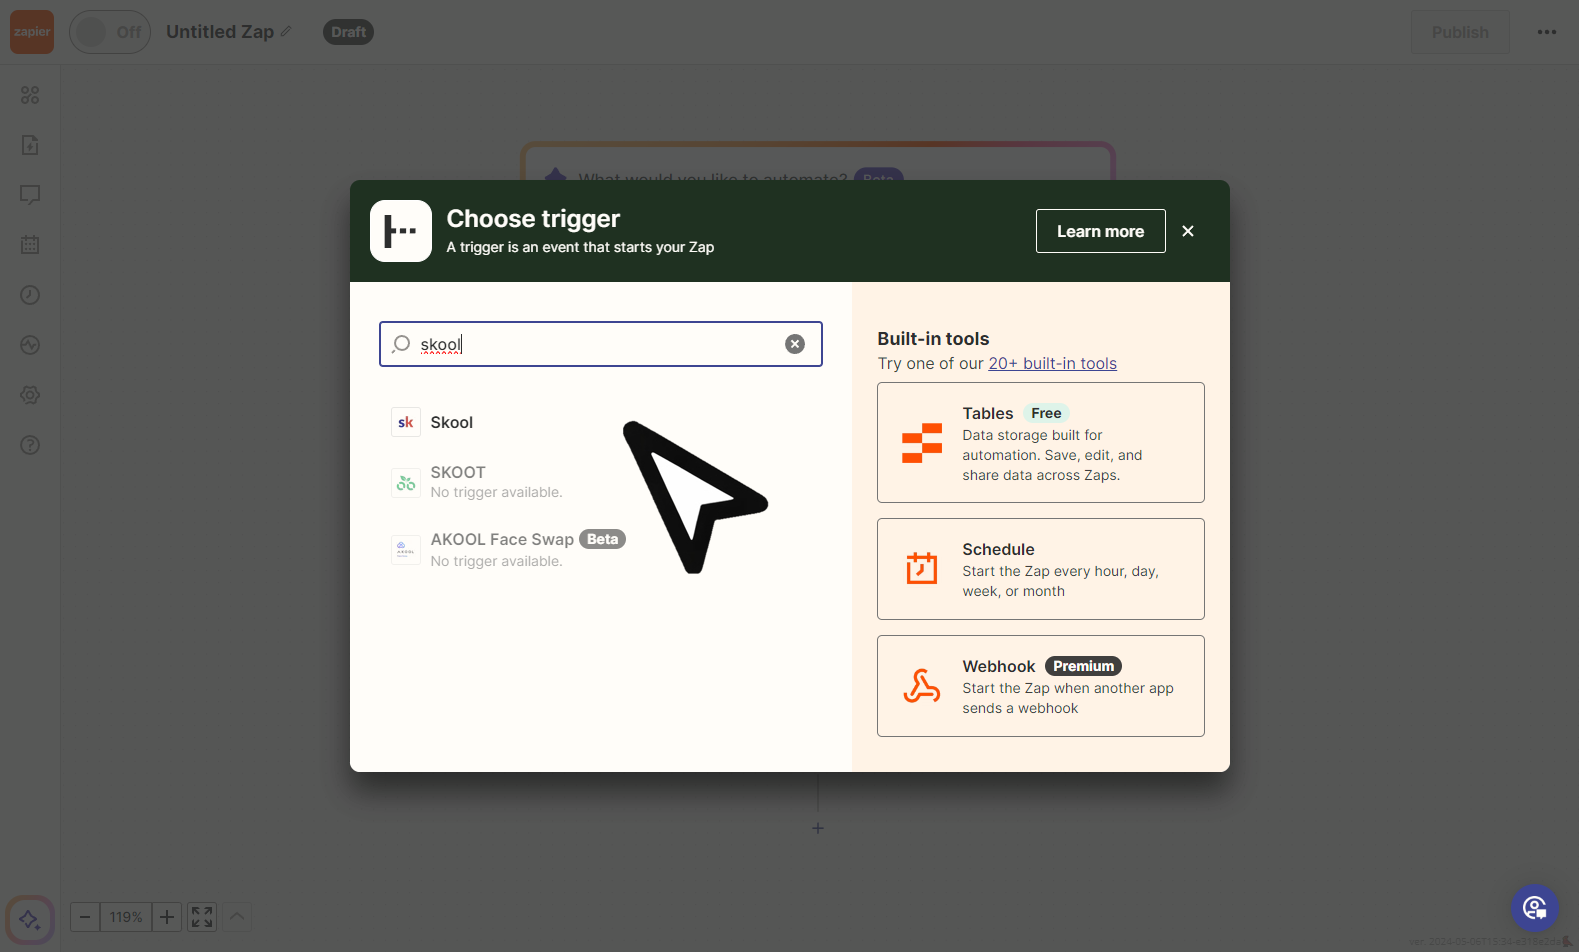 zapier
Off
Untitled Zap
Draft
Publish
What would you like to automate? Beta
Choose trigger
A trigger is an event that starts your Zap
Learn more
skool
sk
Skool
SKOOT
No trigger available.
AKOOL
AKOOL Face Swap Beta
No trigger available.
Built-in tools
Try one of our 20+ built-in tools
Tables Free
Data storage built for
automation. Save, edit, and
share data across Zaps.
Schedule
Start the Zap every hour, day,
week, or month
Webhook Premium
Start the Zap when another app
sends a webhook
119%